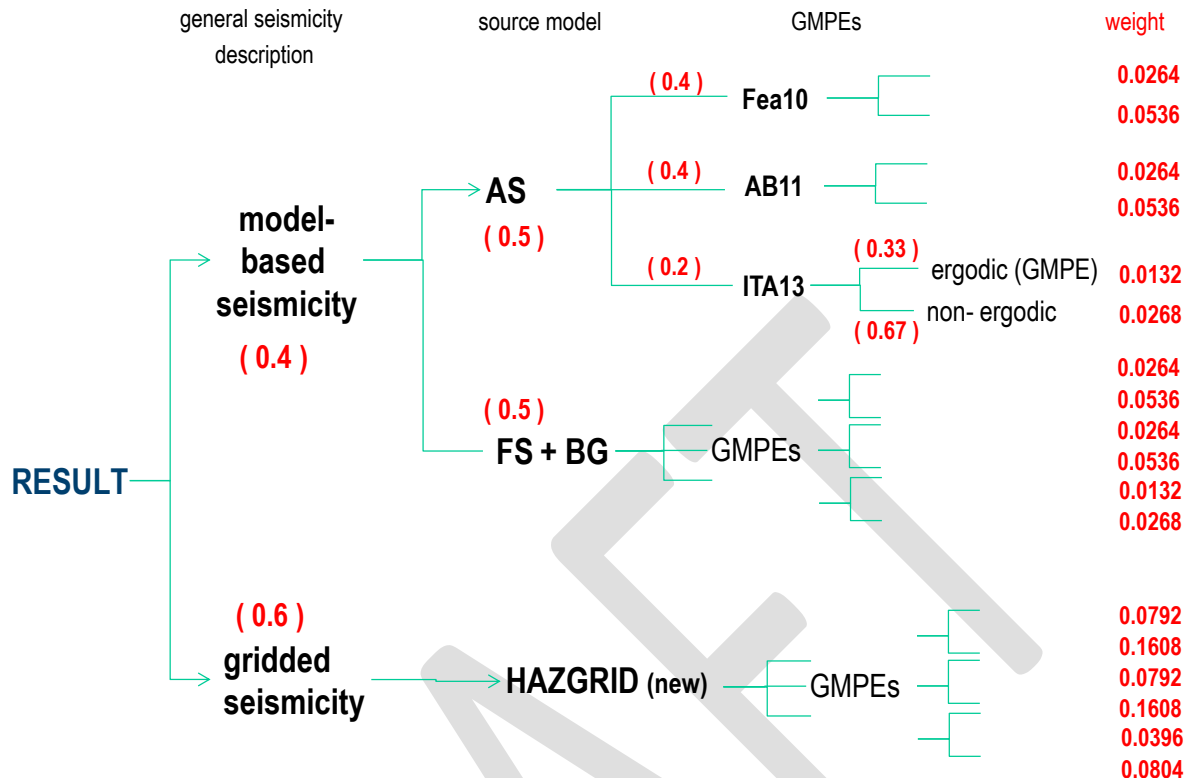 general seismicity
description
source model
GMPEs
weight
( 0.4 )
Fea10
0.0264
0.0536
AS
( 0.5 )
( 0.4 )
AB11
0.0264
0.0536
model-
based
seismicity
( 0.4 )
( 0.2 )
ITA13
( 0.33 )
ergodic (GMPE)
0.0132
non- ergodic
( 0.67 )
0.0268
( 0.5 )
FS + BG
GMPEs
0.0264
0.0536
0.0264
0.0536
0.0132
0.0268
RESULT
( 0.6 )
gridded
seismicity
HAZGRID (new)
GMPEs
0.0792
0.1608
0.0792
0.1608
0.0396
0.0804